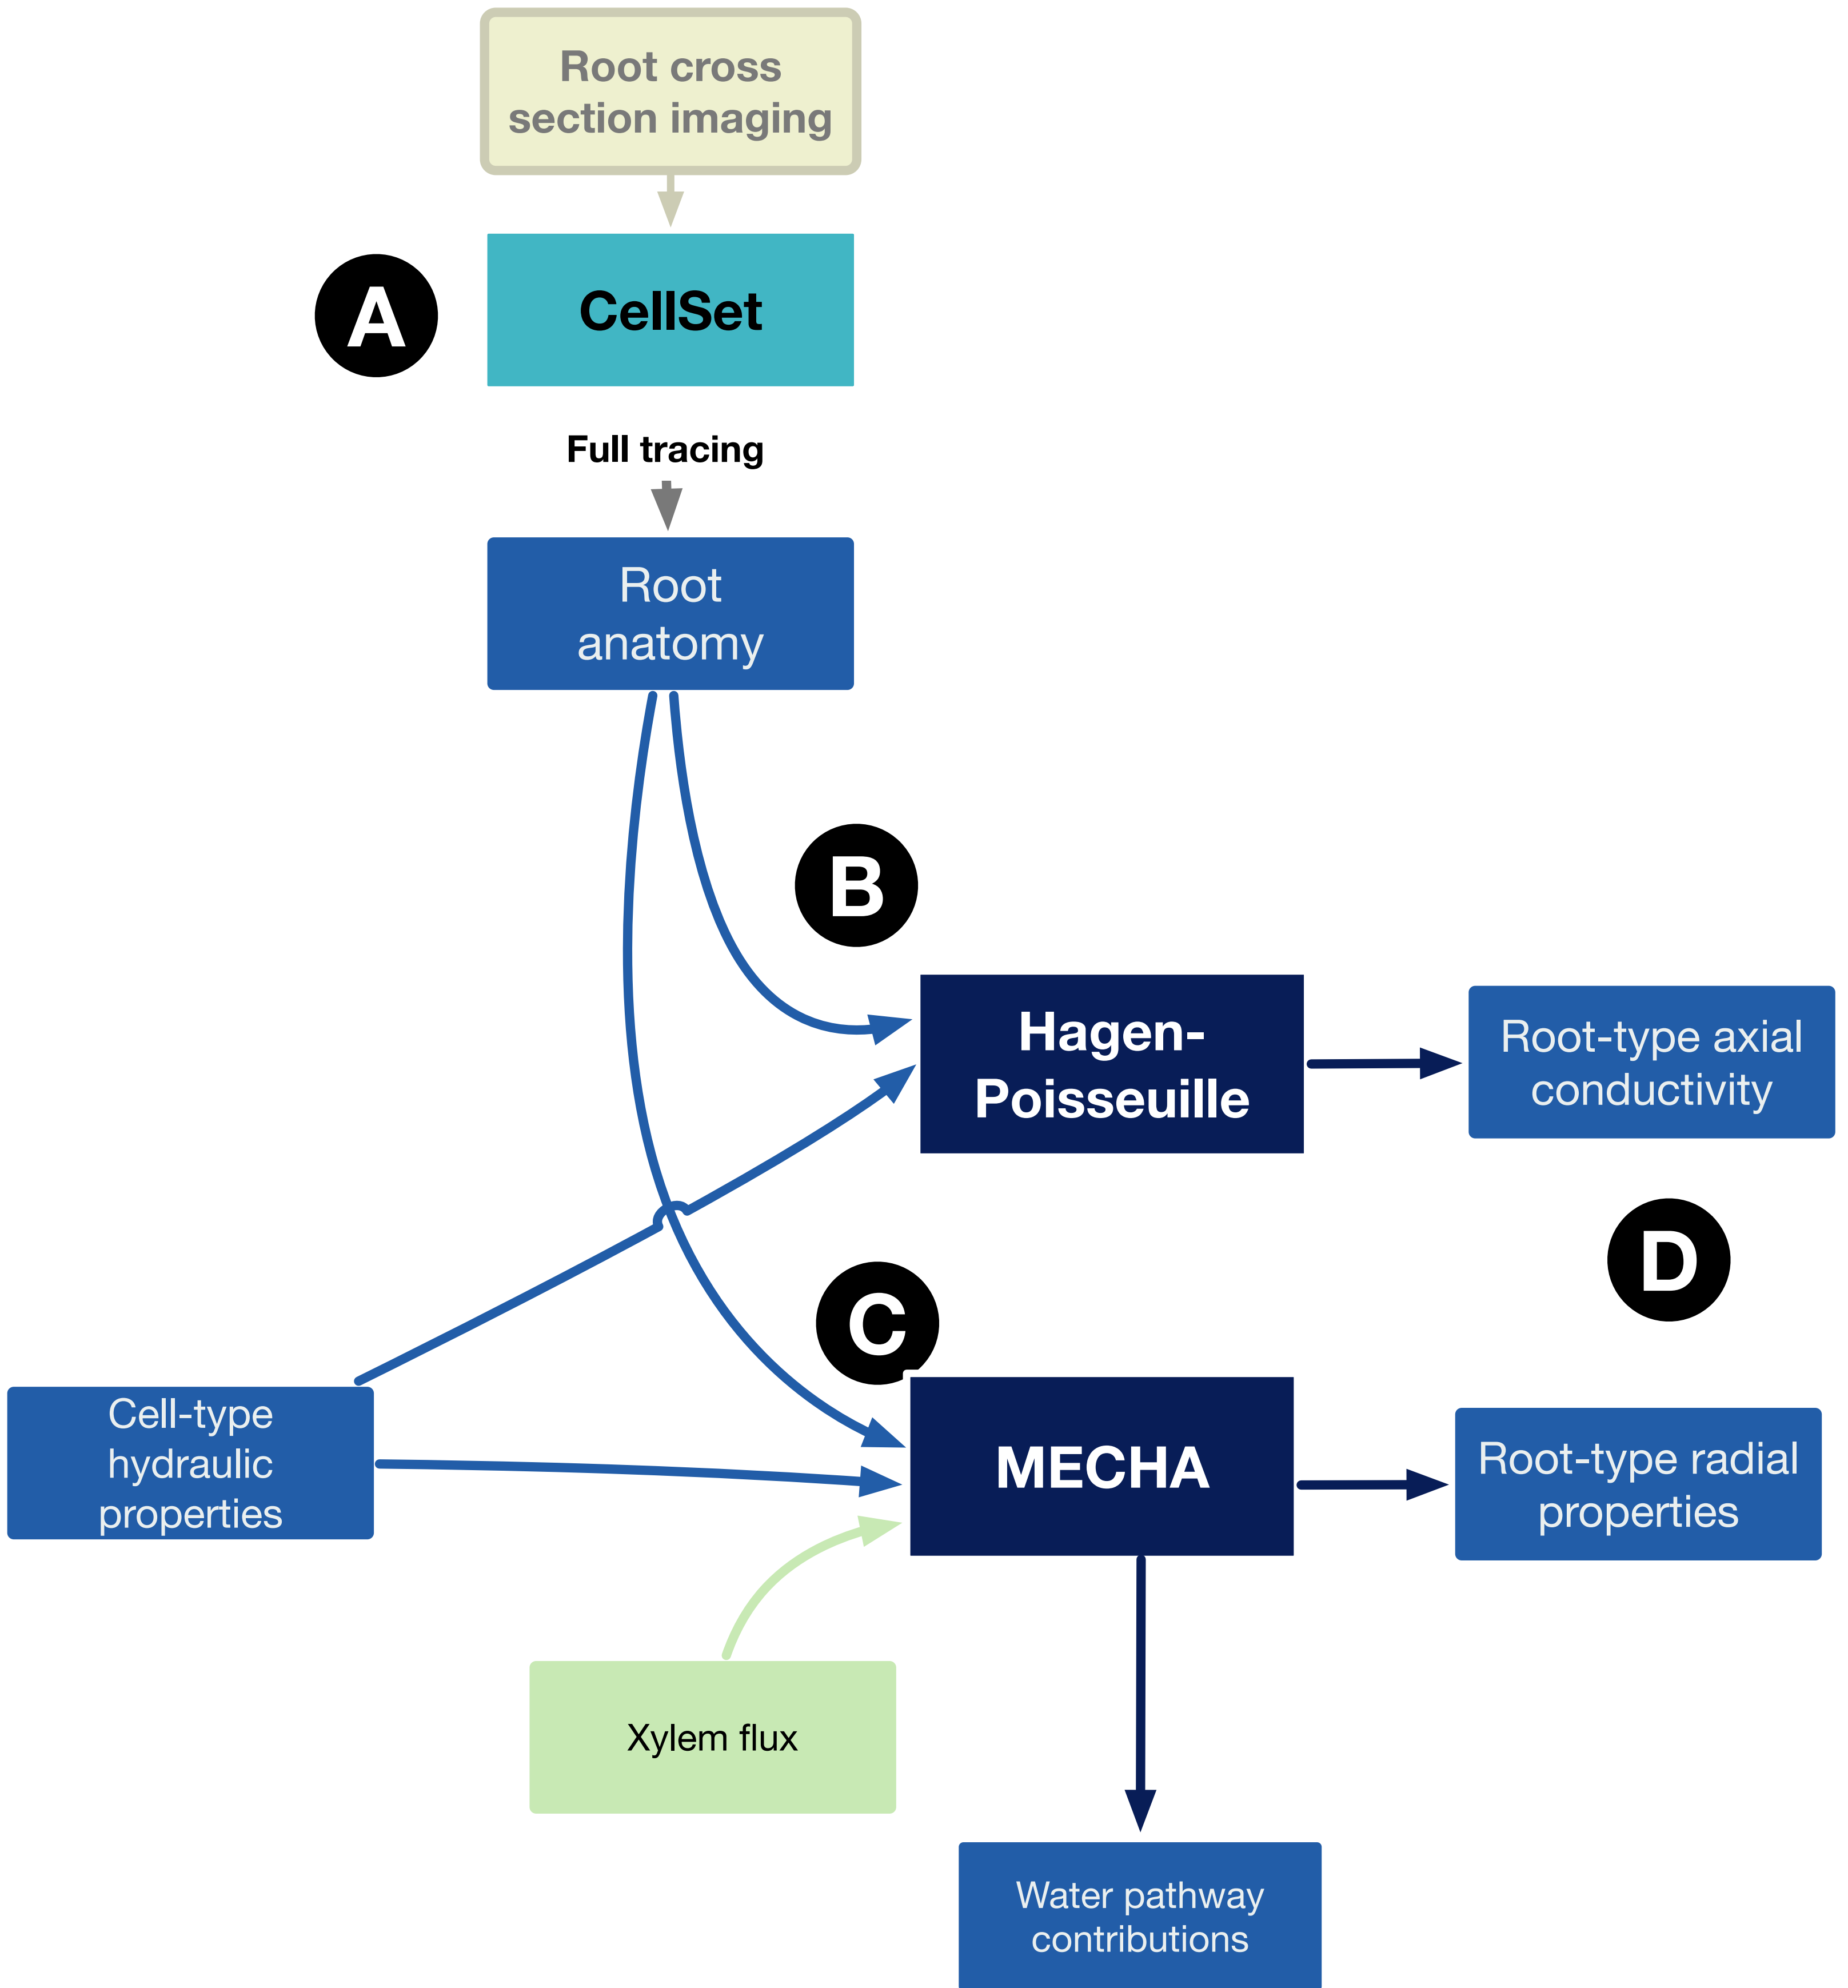 Root cross
section imaging
A
CellSet
Full tracing
Root
anatomy
B
Hagen-
Poisseuille
Root-type axial
conductivity
D
C
Cell-type
hydraulic
properties
MECHA
Root-type radial
properties
Xylem flux
Water pathway
contributions